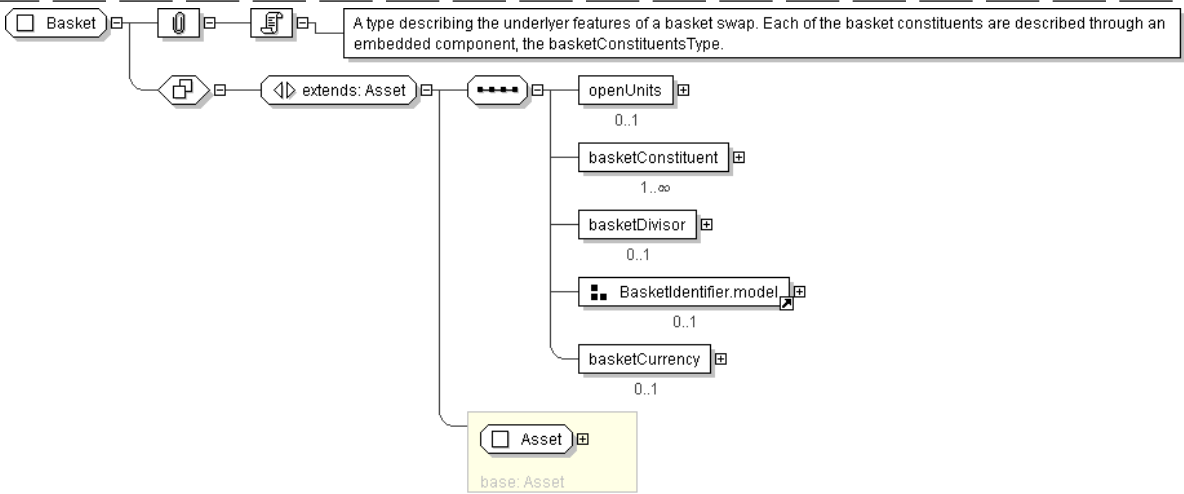 Basket
A type describing the underlyer features of a basket swap. Each of the basket constituents are described through an
embedded component, the basketConstituentsType.
extends: Asset
openUnits
0..1
basketConstituent
1..∞
basketDivisor
0..1
BasketIdentifier.model
0..1
basketCurrency
0..1
Asset
base: Asset